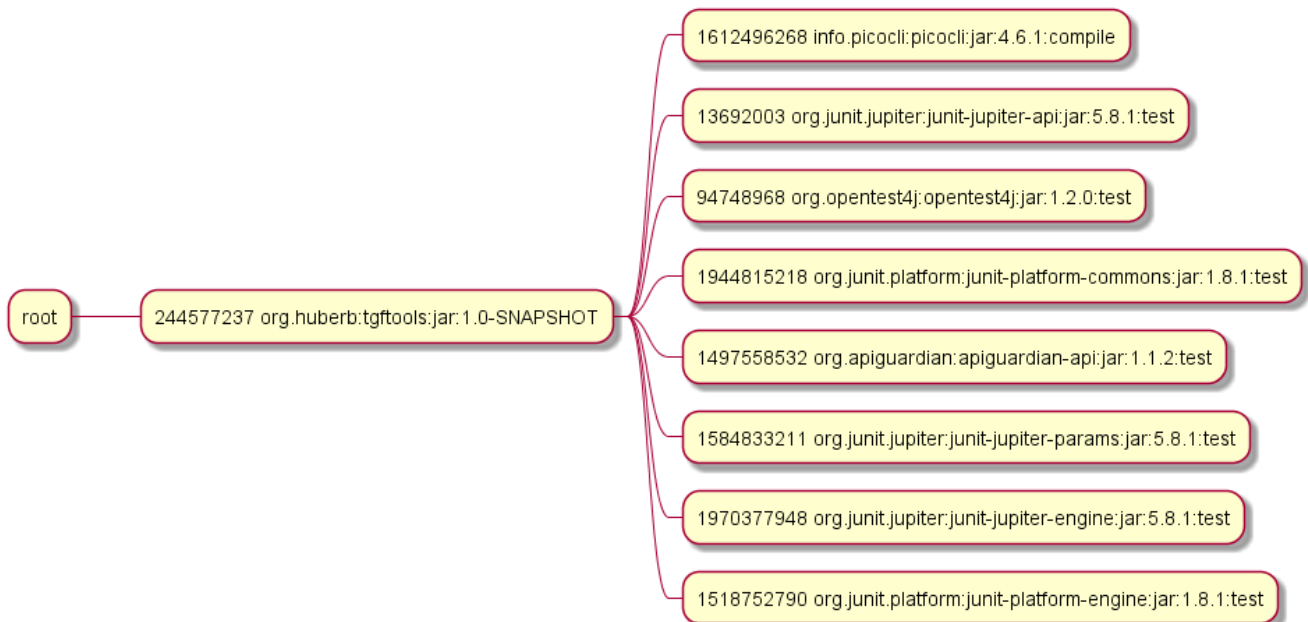 1612496268 info.picocli:picocli:jar:4.6.1:compile
13692003 org.junit.jupiter:junit-jupiter-api:jar:5.8.1:test
94748968 org.opentest4j:opentest4j:jar:1.2.0:test
1944815218 org.junit.platform:junit-platform-commons:jar:1.8.1:test
root
244577237 org.huberb:tgftools:jar:1.0-SNAPSHOT
1497558532 org.apiguardian:apiguardian-api:jar:1.1.2:test
1584833211 org.junit.jupiter:junit-jupiter-params:jar:5.8.1:test
1970377948 org.junit.jupiter:junit-jupiter-engine:jar:5.8.1:test
1518752790 org.junit.platform:junit-platform-engine:jar:1.8.1:test